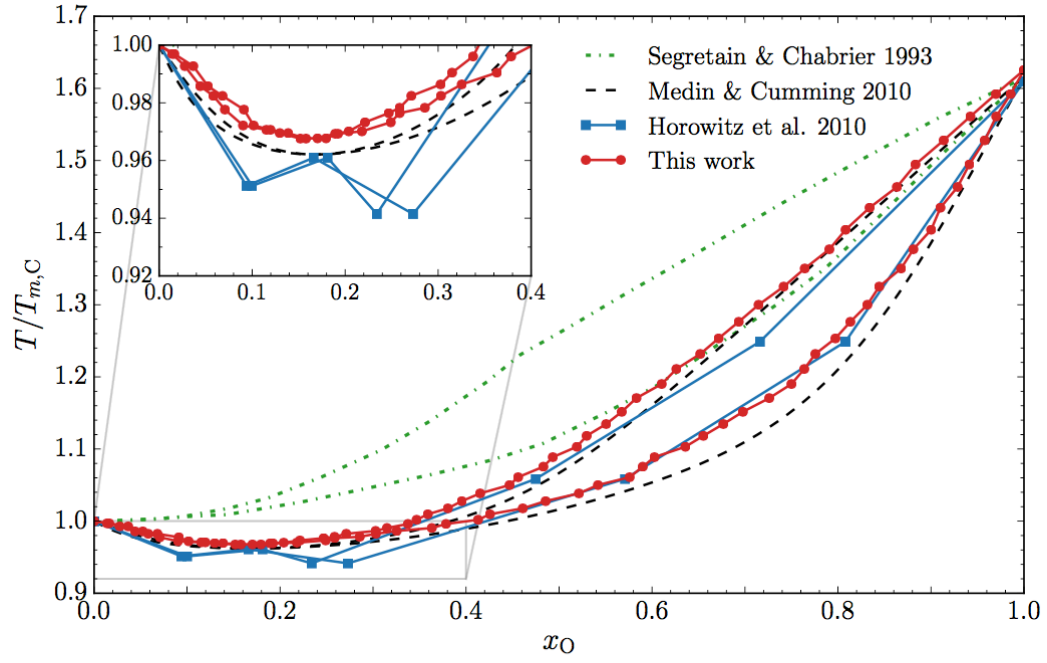 1.7
1.6
1.5
1.4
1.3
1.2
1.1
1.0
0.9
T/T_{m,C}
0.0 0.2 0.4 0.6 0.8 1.0
x_O
1.00
0.98
0.96
0.94
0.92
0.0 0.1 0.2 0.3 0.4
Segretain & Chabrier 1993
Medin & Cumming 2010
Horowitz et al. 2010
This work